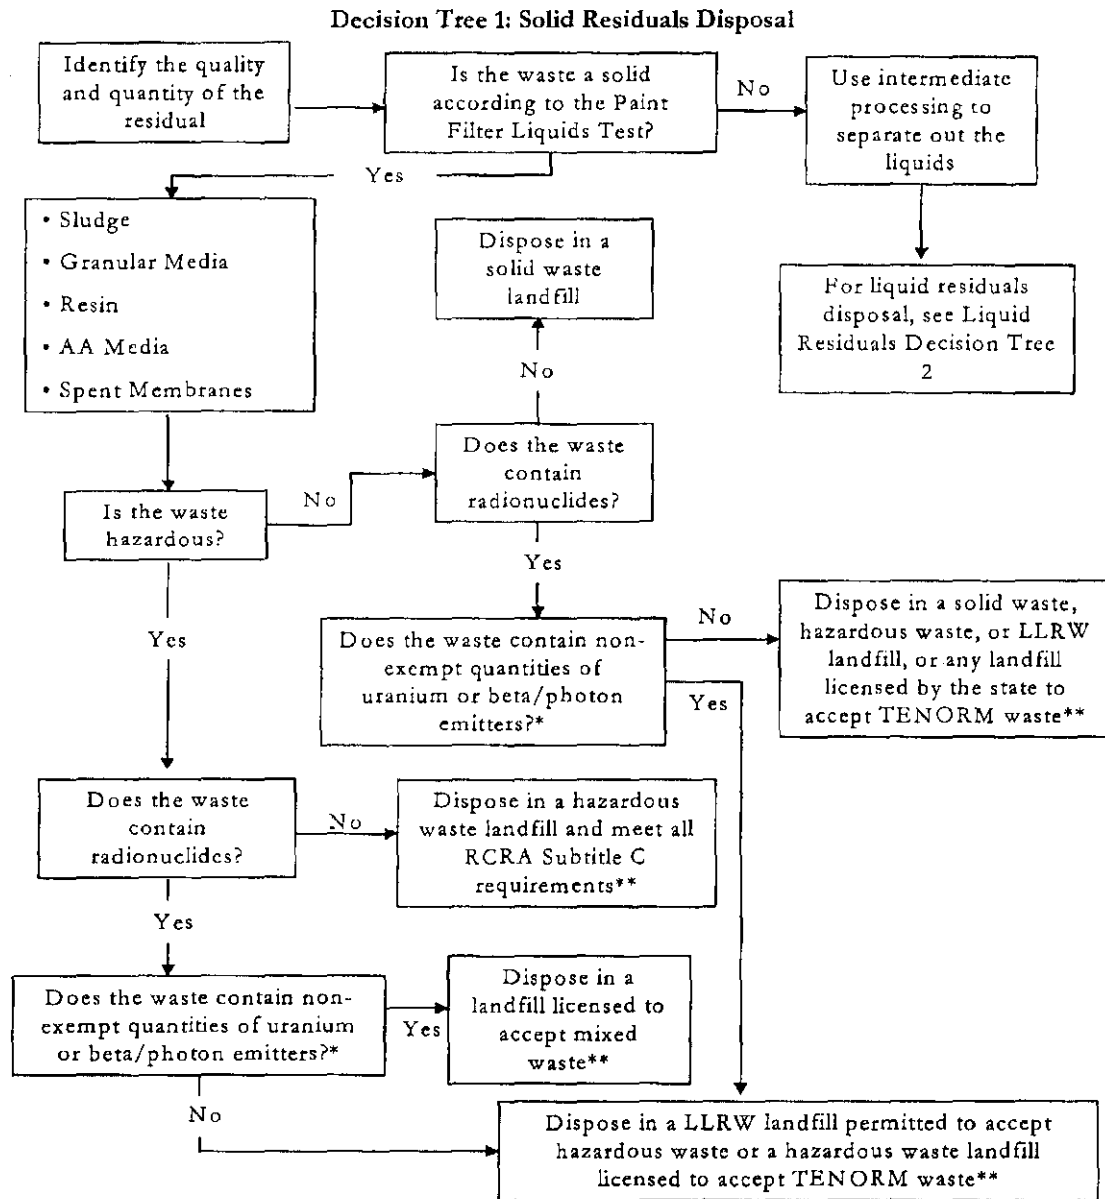 Decision Tree 1: Solid Residuals Disposal
Identify the quality
and quantity of the
residual
Is the waste a solid
according to the Paint
Filter Liquids Test?
No
Use intermediate
processing to
separate out the
liquids
Yes
• Sludge
• Granular Media
• Resin
• AA Media
• Spent Membranes
Dispose in a
solid waste
landfill
For liquid residuals
disposal, see Liquid
Residuals Decision Tree
2
No
Does the waste
contain
radionuclides?
No
Is the waste
hazardous?
Yes
Yes
Does the waste contain non-
exempt quantities of
uranium or beta/photon
emitters?*
No
Dispose in a solid waste,
hazardous waste, or LLRW
landfill, or any landfill
licensed by the state to
accept TENORM waste**
Yes
Does the waste
contain
radionuclides?
No
Dispose in a hazardous
waste landfill and meet all
RCRA Subtitle C
requirements**
Yes
Does the waste contain non-
exempt quantities of uranium
or beta/photon emitters?*
Yes
Dispose in a
landfill licensed to
accept mixed
waste**
No
Dispose in a LLRW landfill permitted to accept
hazardous waste or a hazardous waste landfill
licensed to accept TENORM waste**